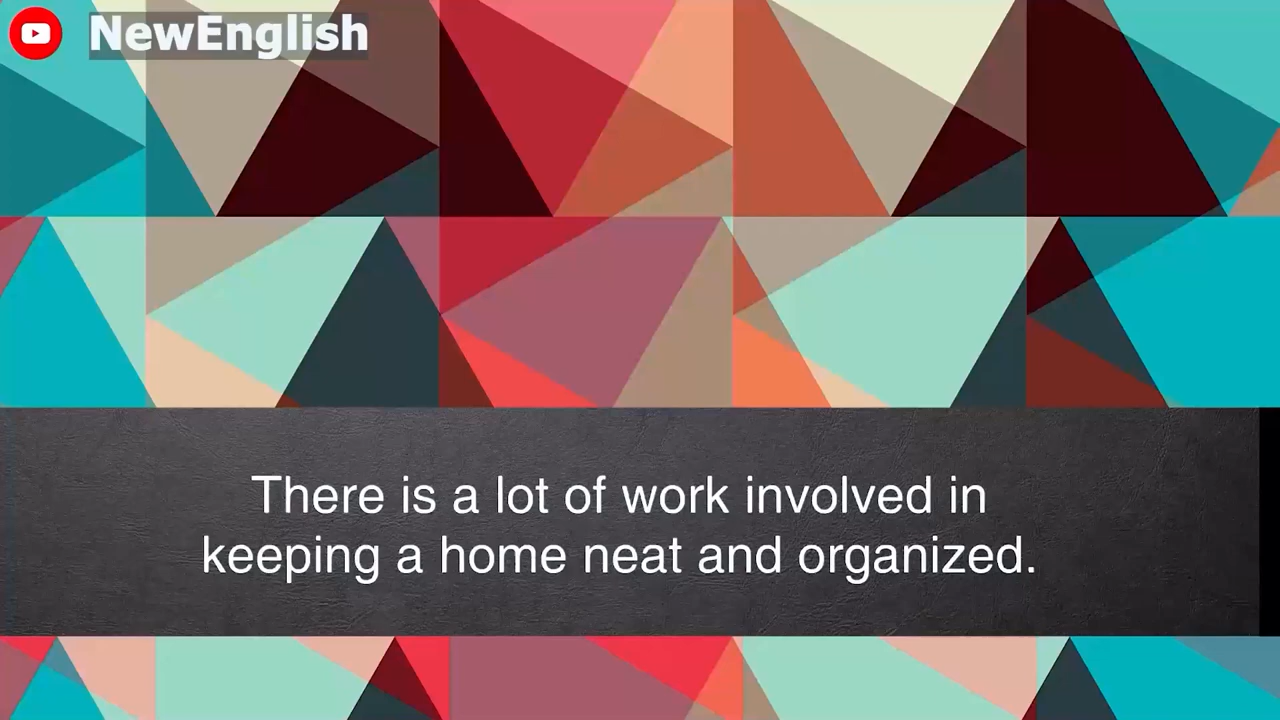 NewEnglish
There is a lot of work involved in
keeping a home neat and organized.